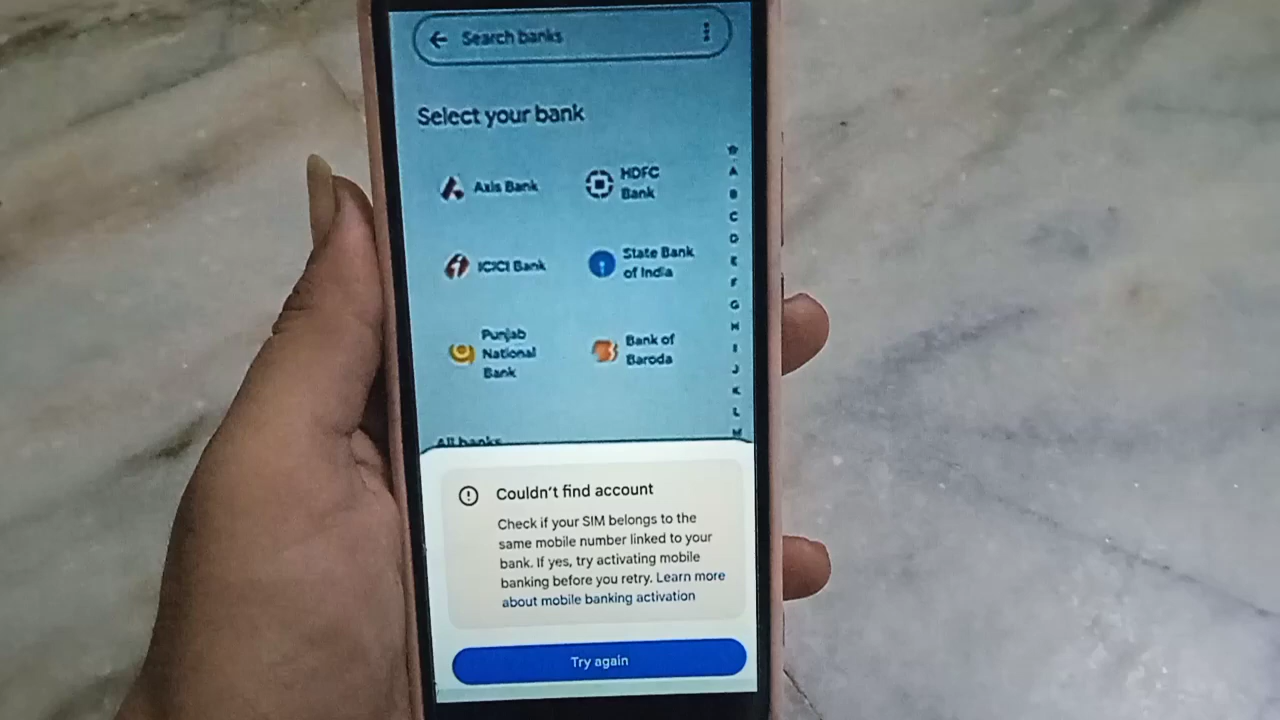 Search banks
Select your bank
Axis Bank
HDFC
Bank
ICICI Bank
State Bank
of India
Punjab
National
Bank
Bank of
Baroda
A
B
C
D
E
F
G
H
I
J
K
L
M
All banks
Couldn't find account
Check if your SIM belongs to the
same mobile number linked to your
bank. If yes, try activating mobile
banking before you retry. Learn more
about mobile banking activation
Try again